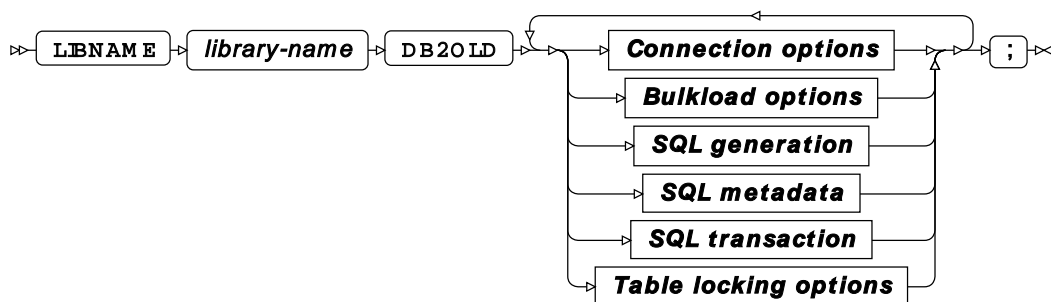 LIBNAME library-name DB2OLD Connection options ;
Bulkload options
SQL generation
SQL metadata
SQL transaction
Table locking options